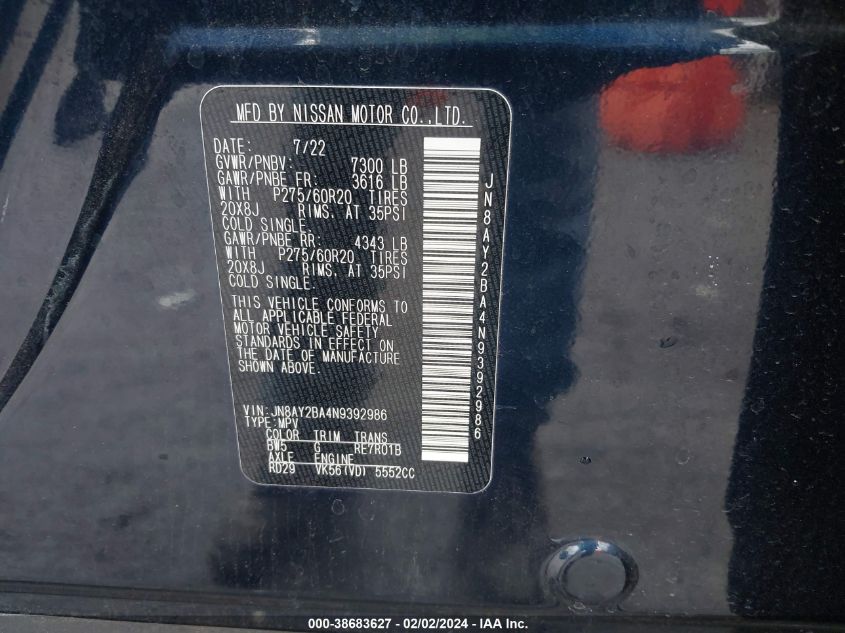 MFD BY NISSAN MOTOR CO.,LTD.
DATE: 7/22
GVWR/PNBV: 7300 LB
GAWR/PNBE FR: 3616 LB
WITH P275/60R20 TIRES
20X8J RIMS. AT 35PSI
COLD SINGLE.
GAWR/PNBE RR: 4343 LB
WITH P275/60R20 TIRES
20X8J RIMS. AT 35PSI
COLD SINGLE.
THIS VEHICLE CONFORMS TO
ALL APPLICABLE FEDERAL
MOTOR VEHICLE SAFETY
STANDARDS IN EFFECT ON
THE DATE OF MANUFACTURE
SHOWN ABOVE.
VIN:JN8AY2BA4N9392986
TYPE:MPV
COLOR TRIM TRANS
BW5 G RE7R01B
AXLE ENGINE
RD29 VK56(VD) 5552CC
JN8AY2BA4N9392986
000-38683627 - 02/02/2024 - IAA Inc.